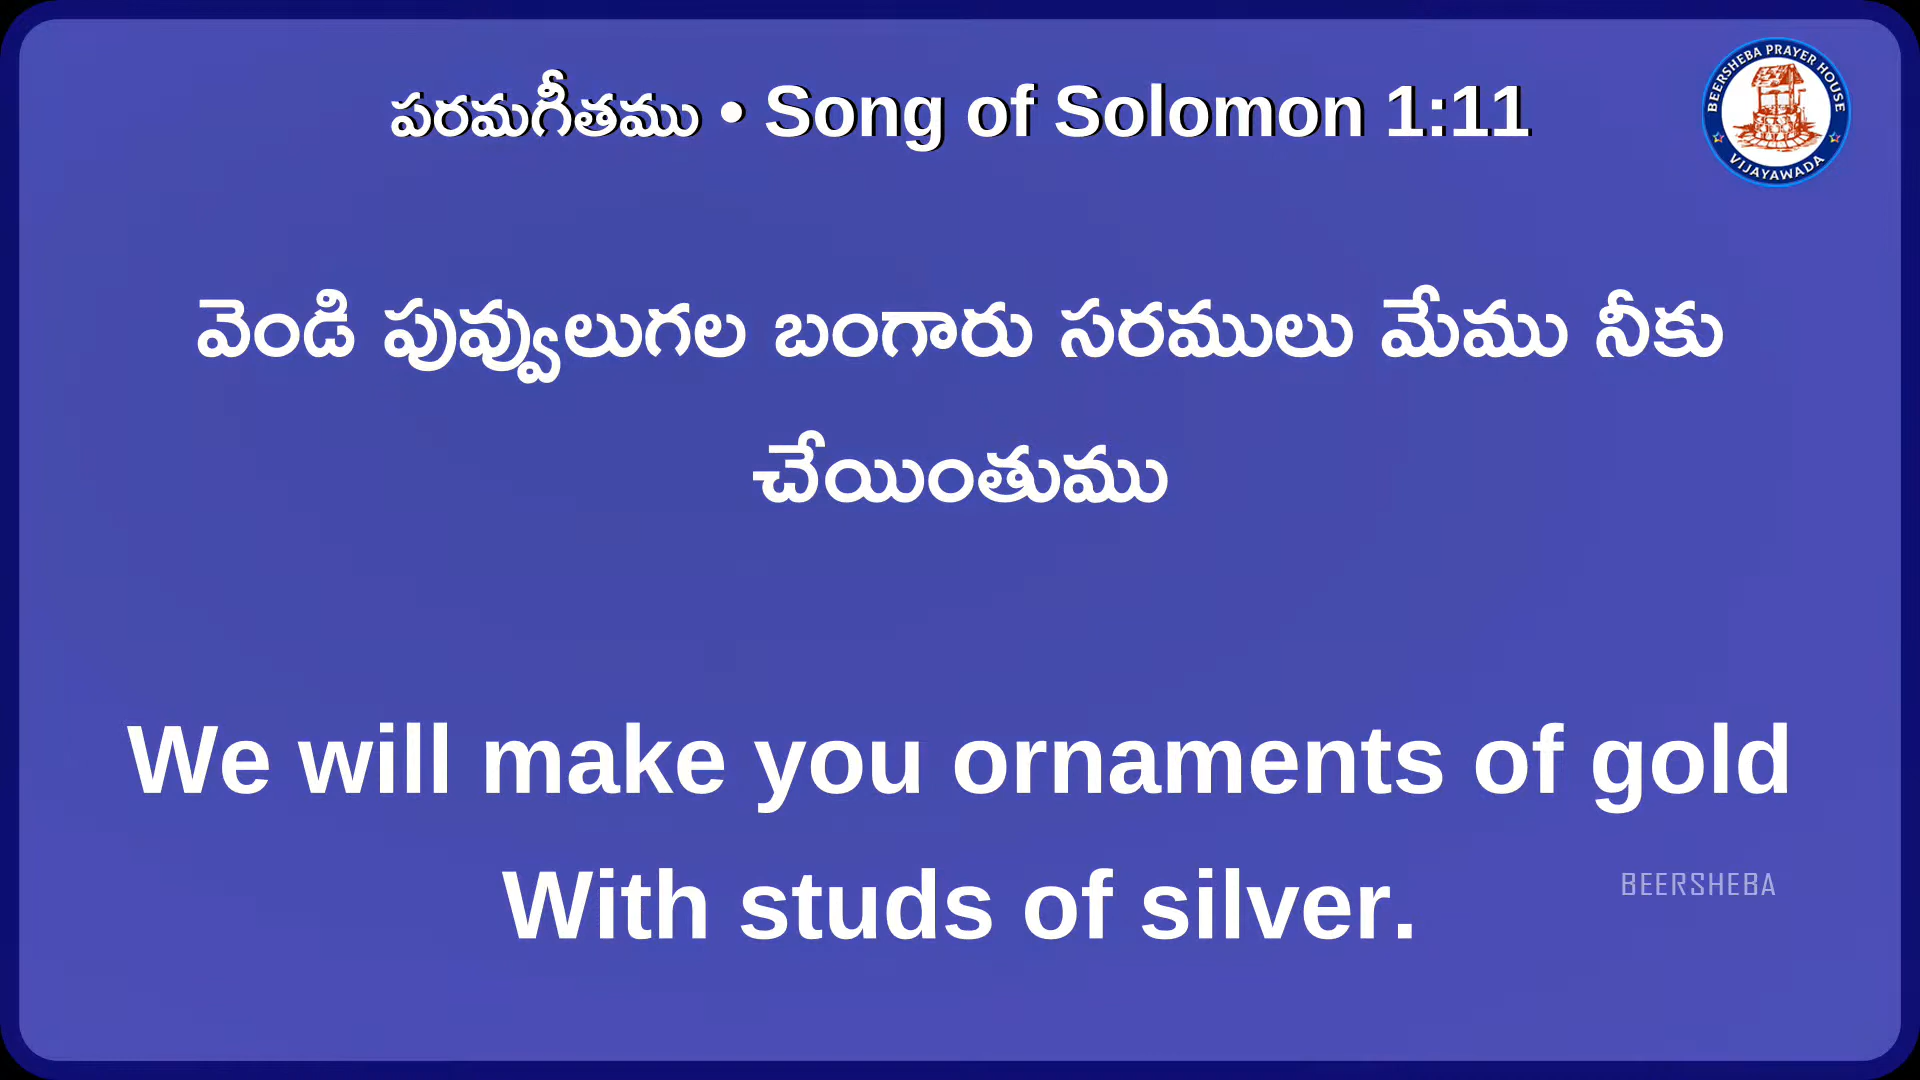 పరమగీతము • Song of Solomon 1:11
BEERSHEBA PRAYER HOUSE
VIJAYAWADA
వెండి పువ్వులుగల బంగారు సరములు మేము నీకు
చేయింతుము
We will make you ornaments of gold
With studs of silver.
BEERSHEBA